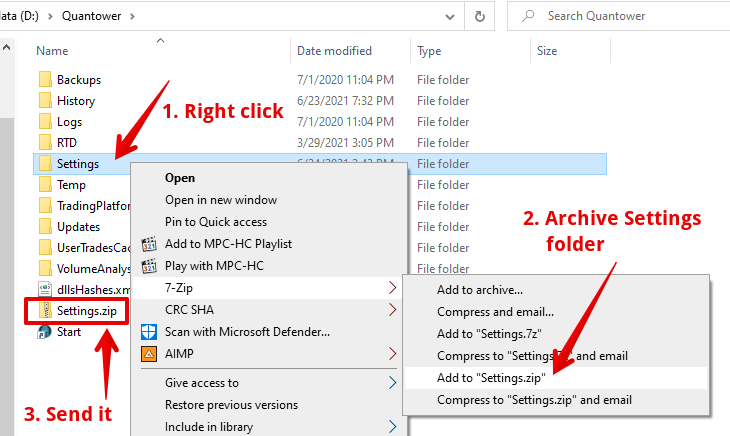 ata (D:) > Quantower >
Search Quantower
Name Date modified Type Size
Backups 7/1/2020 11:04 PM File folder
History 6/23/2021 7:32 PM File folder
1. Right click
Logs 7/1/2020 11:04 PM File folder
RTD 3/29/2021 3:05 PM File folder
Settings 6/24/2021 2:43 PM File folder
Temp File folder
TradingPlatfor File folder
Updates File folder
UserTradesCac File folder
VolumeAnalys
dllsHashes.xm
Settings.zip
Start
Open
Open in new window
Pin to Quick access
Add to MPC-HC Playlist
Play with MPC-HC
7-Zip
CRC SHA
Scan with Microsoft Defender...
AIMP
Give access to
Restore previous versions
Include in library
2. Archive Settings
folder
Add to archive...
Compress and email...
Add to "Settings.7z"
Compress to "Settings.7z" and email
Add to "Settings.zip"
Compress to "Settings.zip" and email
3. Send it